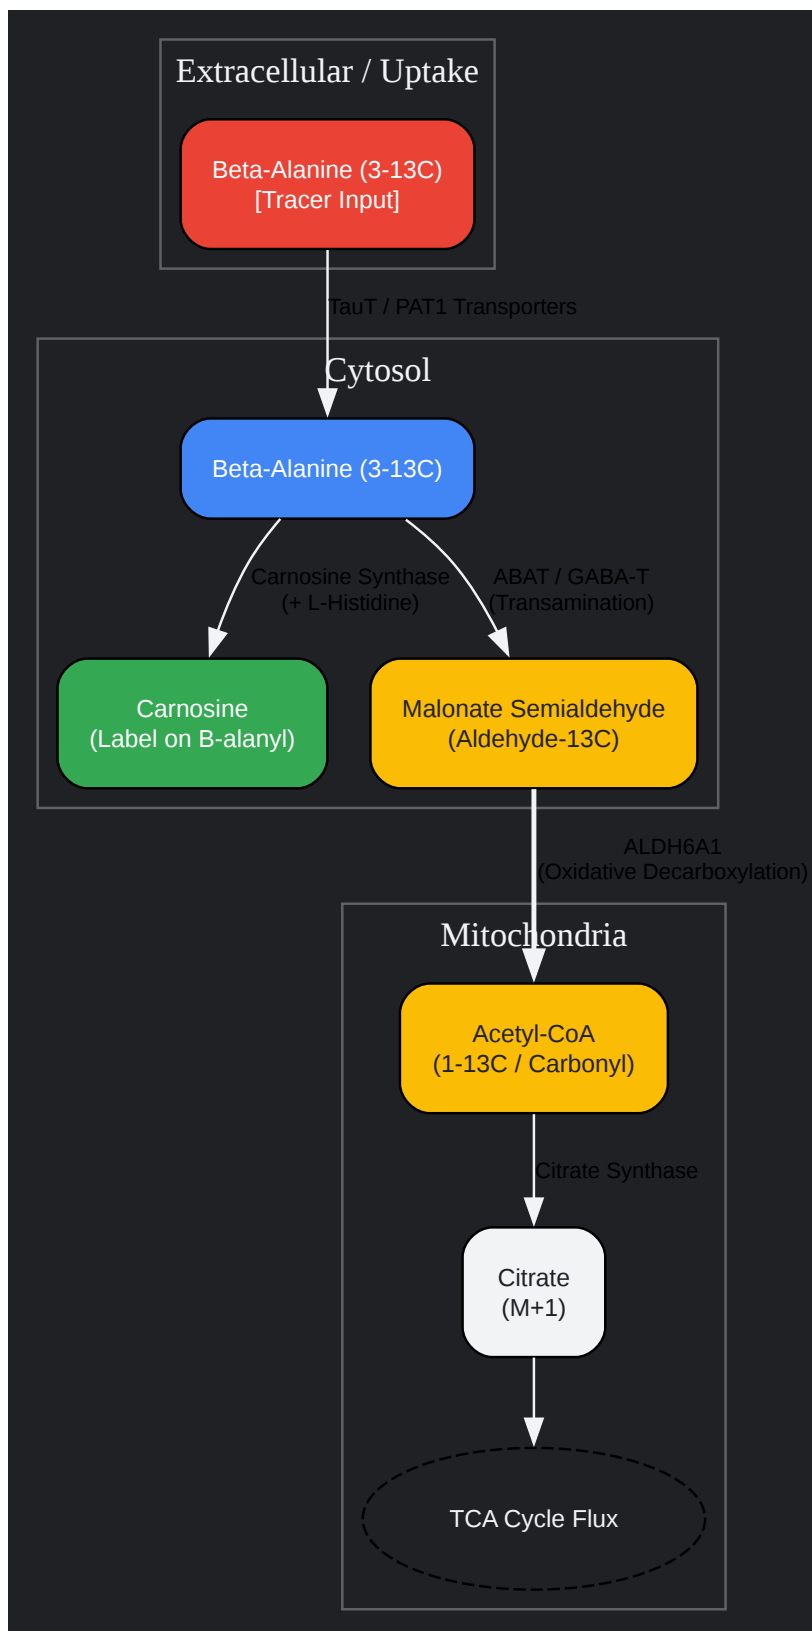 Extracellular / Uptake
Beta-Alanine (3-13C)
[Tracer Input]
TauT / PAT1 Transporters
Cytosol
Beta-Alanine (3-13C)
Carnosine Synthase
(+ L-Histidine)
ABAT / GABA-T
(Transamination)
Carnosine
(Label on B-alanyl)
Malonate Semialdehyde
(Aldehyde-13C)
ALDH6A1
(Oxidative Decarboxylation)
Mitochondria
Acetyl-CoA
(1-13C / Carbonyl)
Citrate Synthase
Citrate
(M+1)
TCA Cycle Flux